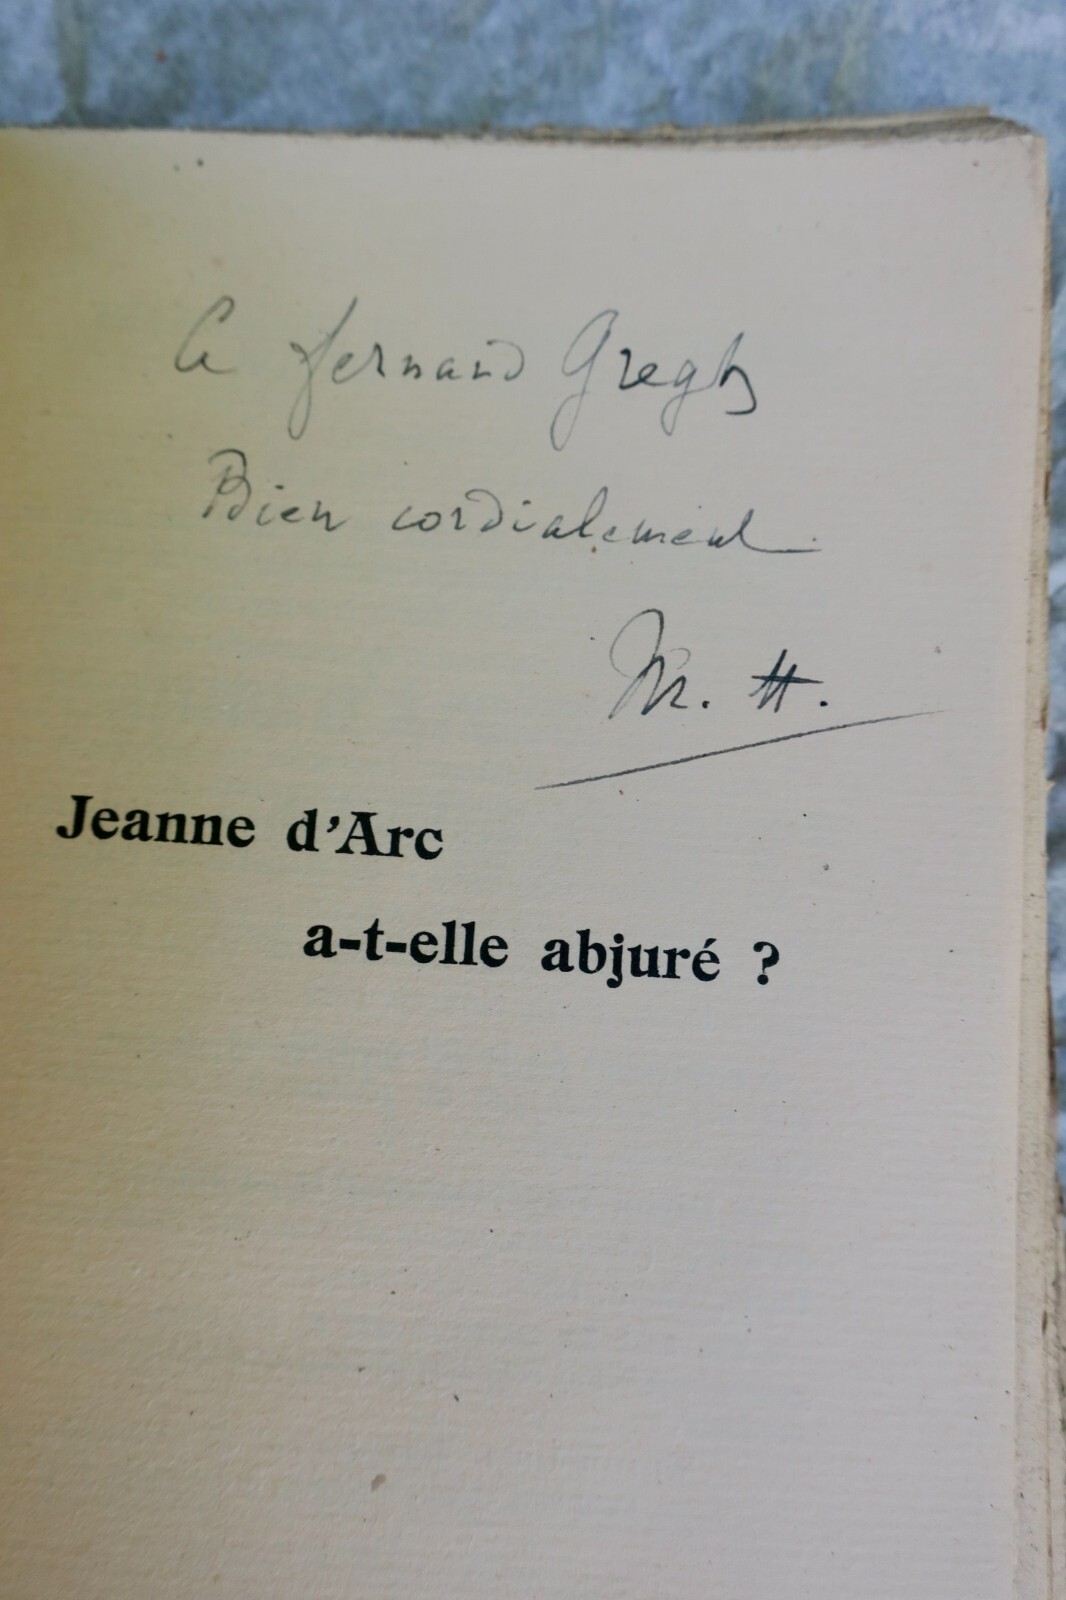 A Fernand Gregh
Bien cordialement
M. H.
Jeanne d'Arc
a-t-elle abjuré ?